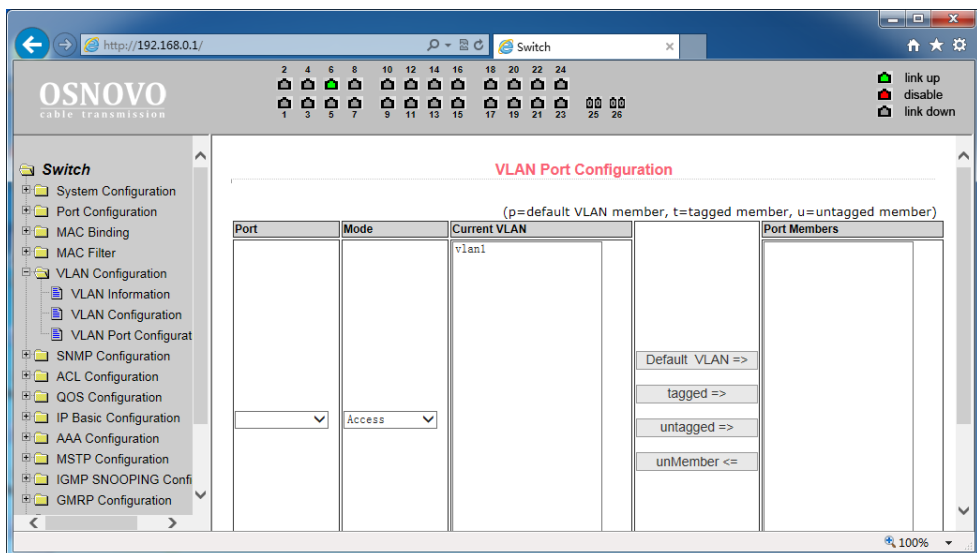 http://192.168.0.1/
Switch
OSNOVO
cable transmission
2 4 6 8 10 12 14 16 18 20 22 24
1 3 5 7 9 11 13 15 17 19 21 23 25 26
link up
disable
link down
Switch
System Configuration
Port Configuration
MAC Binding
MAC Filter
VLAN Configuration
VLAN Information
VLAN Configuration
VLAN Port Configurat
SNMP Configuration
ACL Configuration
QOS Configuration
IP Basic Configuration
AAA Configuration
MSTP Configuration
IGMP SNOOPING Confi
GMRP Configuration
VLAN Port Configuration
(p=default VLAN member, t=tagged member, u=untagged member)
Port Mode Current VLAN Port Members
vlan1
Access
Default VLAN =>
tagged =>
untagged =>
unMember <=
100%